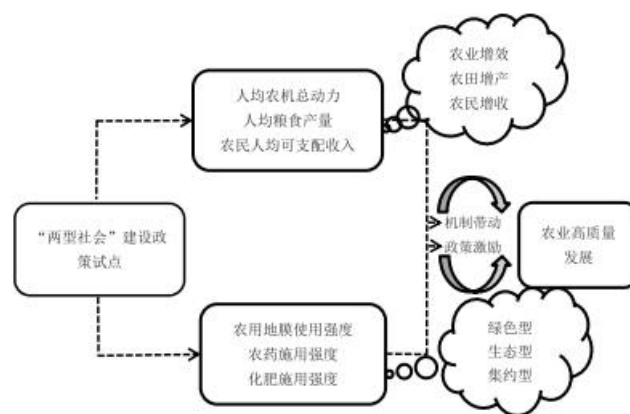 农业增效
农田增产
农民增收
人均农机总动力
人均粮食产量
农民人均可支配收入
“两型社会”建设政
策试点
机制带动
政策激励
农业高质量
发展
农用地膜使用强度
农药施用强度
化肥施用强度
绿色型
生态型
集约型